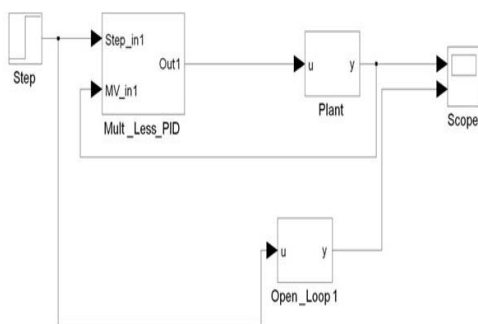 Step
Step_in1
MV_in1
Out1
Mult _Less_PID
u
y
Plant
Scope
u
y
Open _Loop 1